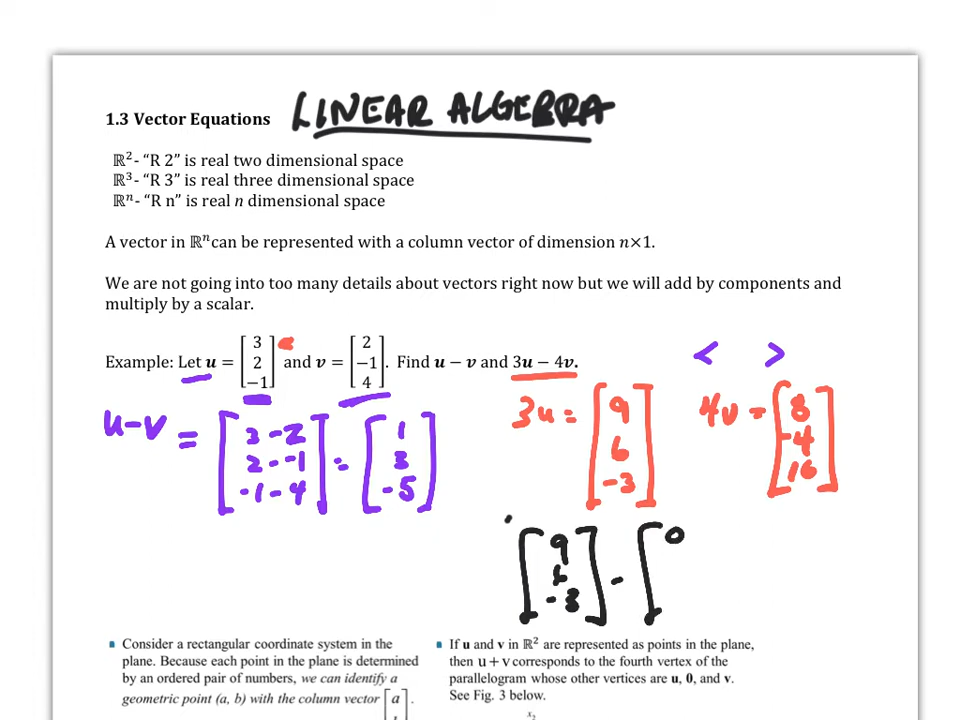 1.3 Vector Equations LINEAR ALGEBRA
ℝ²- “R 2” is real two dimensional space
ℝ³- “R 3” is real three dimensional space
ℝⁿ- “R n” is real n dimensional space
A vector in ℝⁿcan be represented with a column vector of dimension n×1.
We are not going into too many details about vectors right now but we will add by components and
multiply by a scalar.
Example: Let u = [3 2 −1] and v = [2 −1 4]. Find u − v and 3u − 4v.
< >
u-v = [3-2 2--1 -1-4] = [1 3 -5]
3u = [9 6 -3] 4v = [8 -4 16]
[9 6 -3] - [
Consider a rectangular coordinate system in the
plane. Because each point in the plane is determined
by an ordered pair of numbers, we can identify a
geometric point (a, b) with the column vector [a
If u and v in ℝ² are represented as points in the plane,
then u + v corresponds to the fourth vertex of the
parallelogram whose other vertices are u, 0, and v.
See Fig. 3 below.
x₂